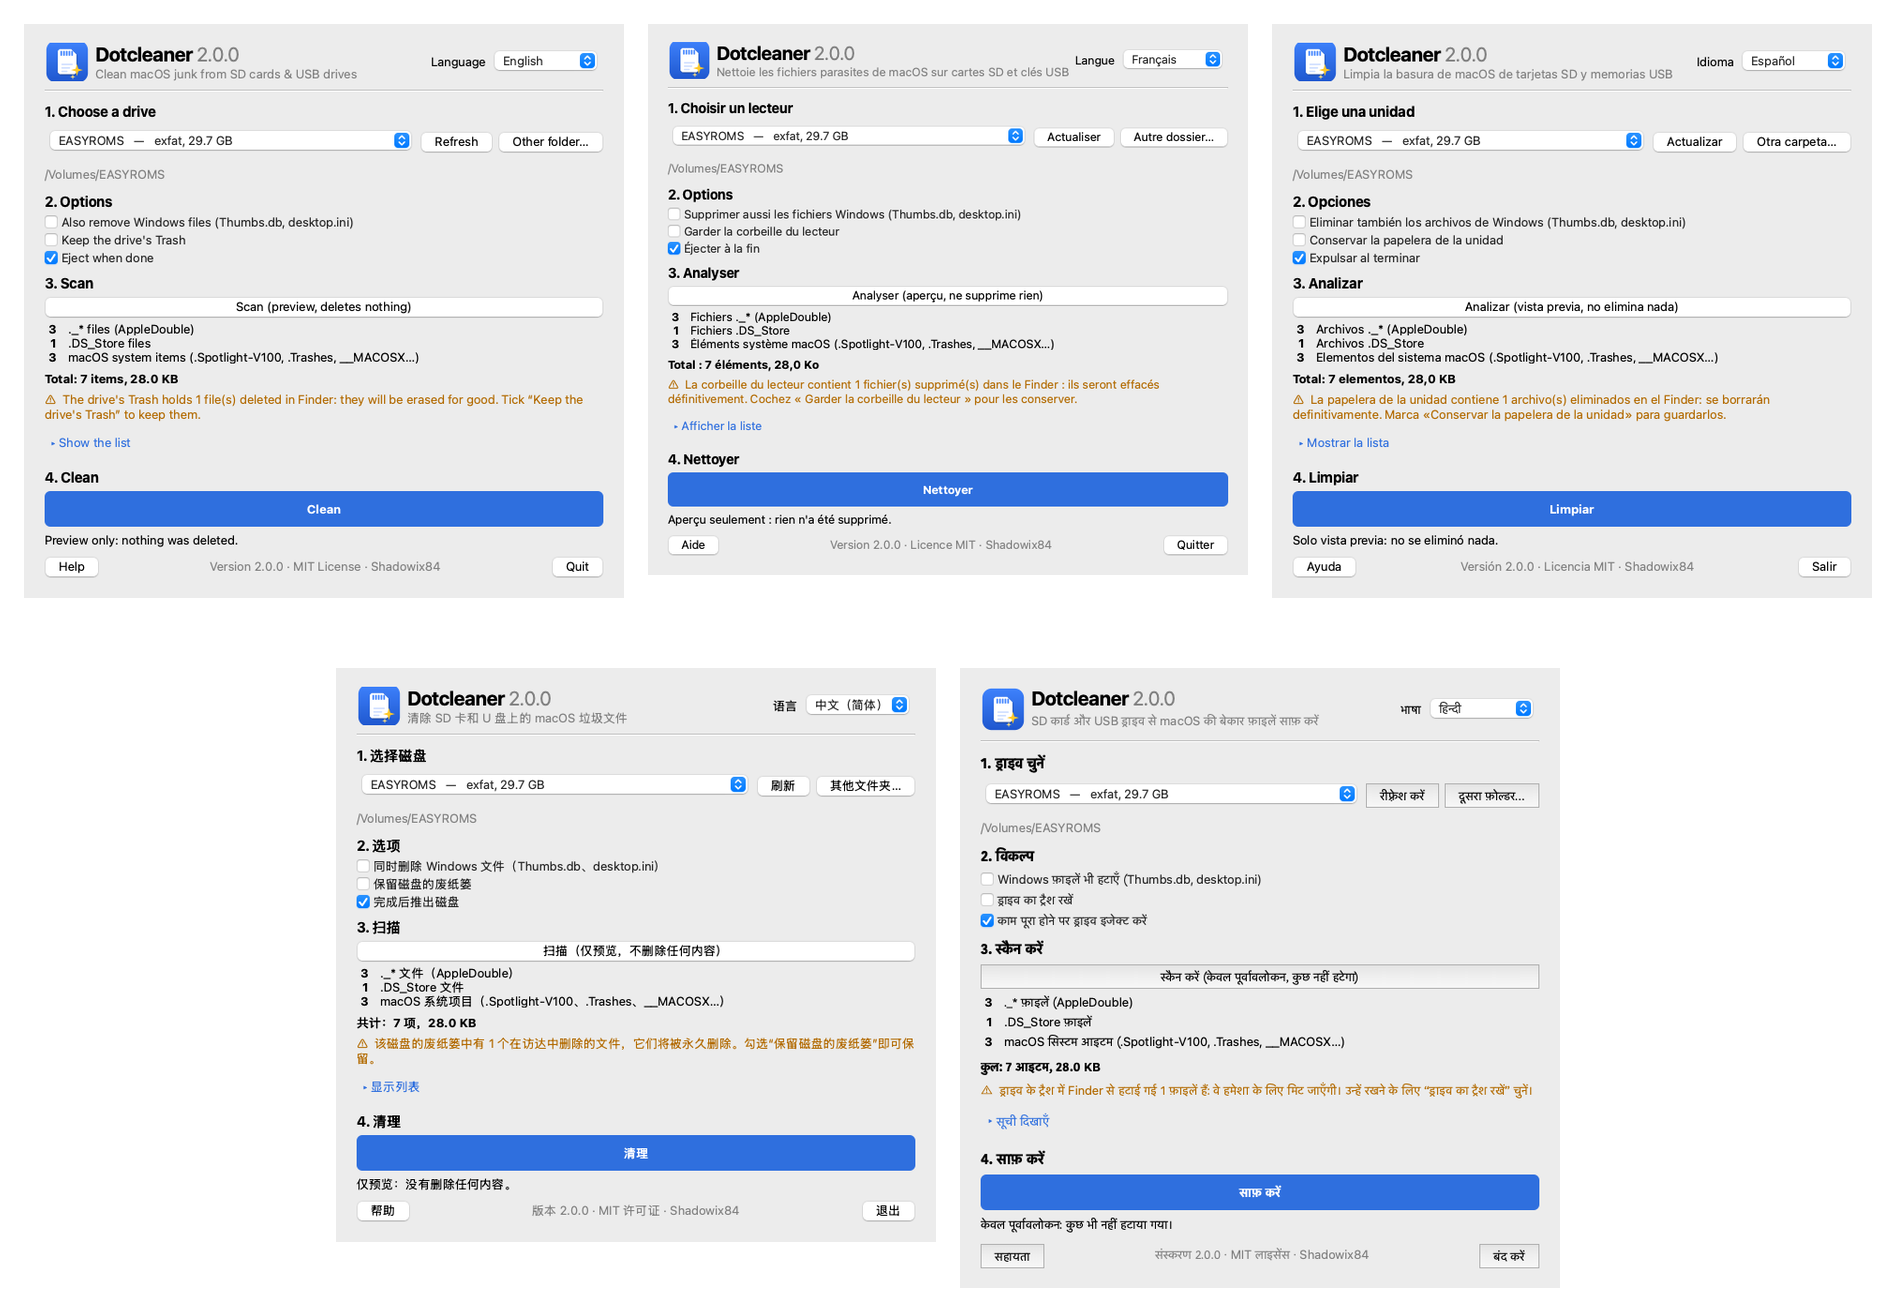 Dotcleaner 2.0.0
Clean macOS junk from SD cards & USB drives
Language English
1. Choose a drive
EASYROMS — exfat, 29.7 GB Refresh Other folder...
/Volumes/EASYROMS
2. Options
Also remove Windows files (Thumbs.db, desktop.ini)
Keep the drive's Trash
Eject when done
3. Scan
Scan (preview, deletes nothing)
3 ._* files (AppleDouble)
1 .DS_Store files
3 macOS system items (.Spotlight-V100, .Trashes, __MACOSX...)
Total: 7 items, 28.0 KB
⚠ The drive's Trash holds 1 file(s) deleted in Finder: they will be erased for good. Tick “Keep the
drive's Trash” to keep them.
▸ Show the list
4. Clean
Clean
Preview only: nothing was deleted.
Help Version 2.0.0 · MIT License · Shadowix84 Quit
Dotcleaner 2.0.0
Nettoie les fichiers parasites de macOS sur cartes SD et clés USB
Langue Français
1. Choisir un lecteur
EASYROMS — exfat, 29.7 GB Actualiser Autre dossier...
/Volumes/EASYROMS
2. Options
Supprimer aussi les fichiers Windows (Thumbs.db, desktop.ini)
Garder la corbeille du lecteur
Éjecter à la fin
3. Analyser
Analyser (aperçu, ne supprime rien)
3 Fichiers ._* (AppleDouble)
1 Fichiers .DS_Store
3 Éléments système macOS (.Spotlight-V100, .Trashes, __MACOSX...)
Total : 7 éléments, 28,0 Ko
⚠ La corbeille du lecteur contient 1 fichier(s) supprimé(s) dans le Finder : ils seront effacés
définitivement. Cochez « Garder la corbeille du lecteur » pour les conserver.
▸ Afficher la liste
4. Nettoyer
Nettoyer
Aperçu seulement : rien n'a été supprimé.
Aide Version 2.0.0 · Licence MIT · Shadowix84 Quitter
Dotcleaner 2.0.0
Limpia la basura de macOS de tarjetas SD y memorias USB
Idioma Español
1. Elige una unidad
EASYROMS — exfat, 29.7 GB Actualizar Otra carpeta...
/Volumes/EASYROMS
2. Opciones
Eliminar también los archivos de Windows (Thumbs.db, desktop.ini)
Conservar la papelera de la unidad
Expulsar al terminar
3. Analizar
Analizar (vista previa, no elimina nada)
3 Archivos ._* (AppleDouble)
1 Archivos .DS_Store
3 Elementos del sistema macOS (.Spotlight-V100, .Trashes, __MACOSX...)
Total: 7 elementos, 28,0 KB
⚠ La papelera de la unidad contiene 1 archivo(s) eliminados en el Finder: se borrarán
definitivamente. Marca «Conservar la papelera de la unidad» para guardarlos.
▸ Mostrar la lista
4. Limpiar
Limpiar
Solo vista previa: no se eliminó nada.
Ayuda Versión 2.0.0 · Licencia MIT · Shadowix84 Salir
Dotcleaner 2.0.0
清除 SD 卡和 U 盘上的 macOS 垃圾文件
语言 中文（简体）
1. 选择磁盘
EASYROMS — exfat, 29.7 GB 刷新 其他文件夹...
/Volumes/EASYROMS
2. 选项
同时删除 Windows 文件（Thumbs.db、desktop.ini）
保留磁盘的废纸篓
完成后推出磁盘
3. 扫描
扫描（仅预览，不删除任何内容）
3 ._* 文件（AppleDouble）
1 .DS_Store 文件
3 macOS 系统项目（.Spotlight-V100、.Trashes、__MACOSX...）
共计：7 项，28.0 KB
⚠ 该磁盘的废纸篓中有 1 个在访达中删除的文件，它们将被永久删除。勾选“保留磁盘的废纸篓”即可保
留。
▸ 显示列表
4. 清理
清理
仅预览：没有删除任何内容。
帮助 版本 2.0.0 · MIT 许可证 · Shadowix84 退出
Dotcleaner 2.0.0
SD कार्ड और USB ड्राइव से macOS की बेकार फ़ाइलें साफ़ करें
भाषा हिन्दी
1. ड्राइव चुनें
EASYROMS — exfat, 29.7 GB रीफ़्रेश करें दूसरा फ़ोल्डर...
/Volumes/EASYROMS
2. विकल्प
Windows फ़ाइलें भी हटाएँ (Thumbs.db, desktop.ini)
ड्राइव का ट्रैश रखें
काम पूरा होने पर ड्राइव इजेक्ट करें
3. स्कैन करें
स्कैन करें (केवल पूर्वावलोकन, कुछ नहीं हटेगा)
3 ._* फ़ाइलें (AppleDouble)
1 .DS_Store फ़ाइलें
3 macOS सिस्टम आइटम (.Spotlight-V100, .Trashes, __MACOSX...)
कुल: 7 आइटम, 28.0 KB
⚠ ड्राइव के ट्रैश में Finder से हटाई गई 1 फ़ाइलें हैं: वे हमेशा के लिए मिट जाएँगी। उन्हें रखने के लिए “ड्राइव का ट्रैश रखें” चुनें।
▸ सूची दिखाएँ
4. साफ़ करें
साफ़ करें
केवल पूर्वावलोकन: कुछ भी नहीं हटाया गया।
सहायता संस्करण 2.0.0 · MIT लाइसेंस · Shadowix84 बंद करें